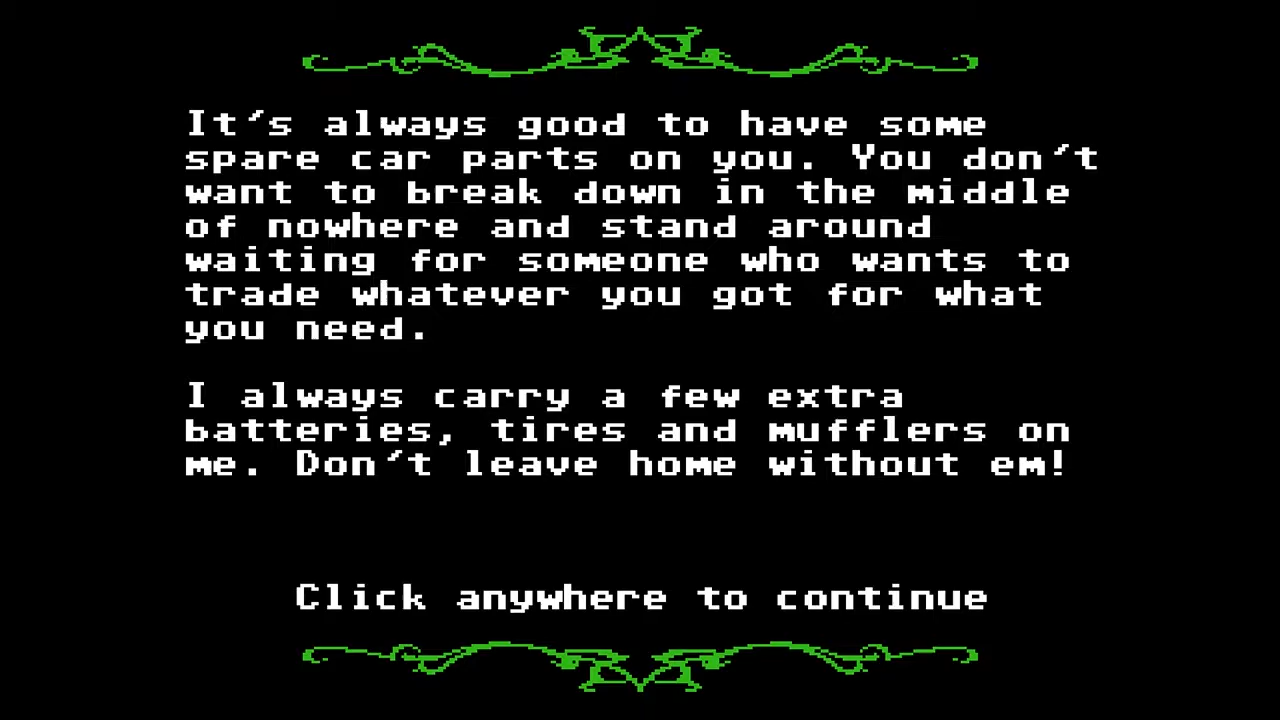 It's always good to have some
spare car parts on you. You don't
want to break down in the middle
of nowhere and stand around
waiting for someone who wants to
trade whatever you got for what
you need.
I always carry a few extra
batteries, tires and mufflers on
me. Don't leave home without em!
Click anywhere to continue